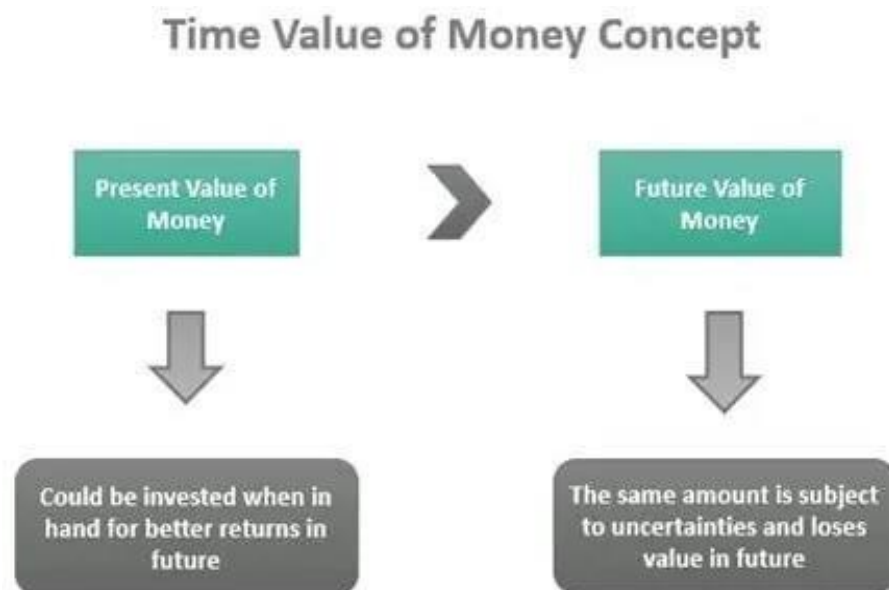 Time Value of Money Concept
Present Value of
Money
Future Value of
Money
Could be invested when in
hand for better returns in
future
The same amount is subject
to uncertainties and loses
value in future